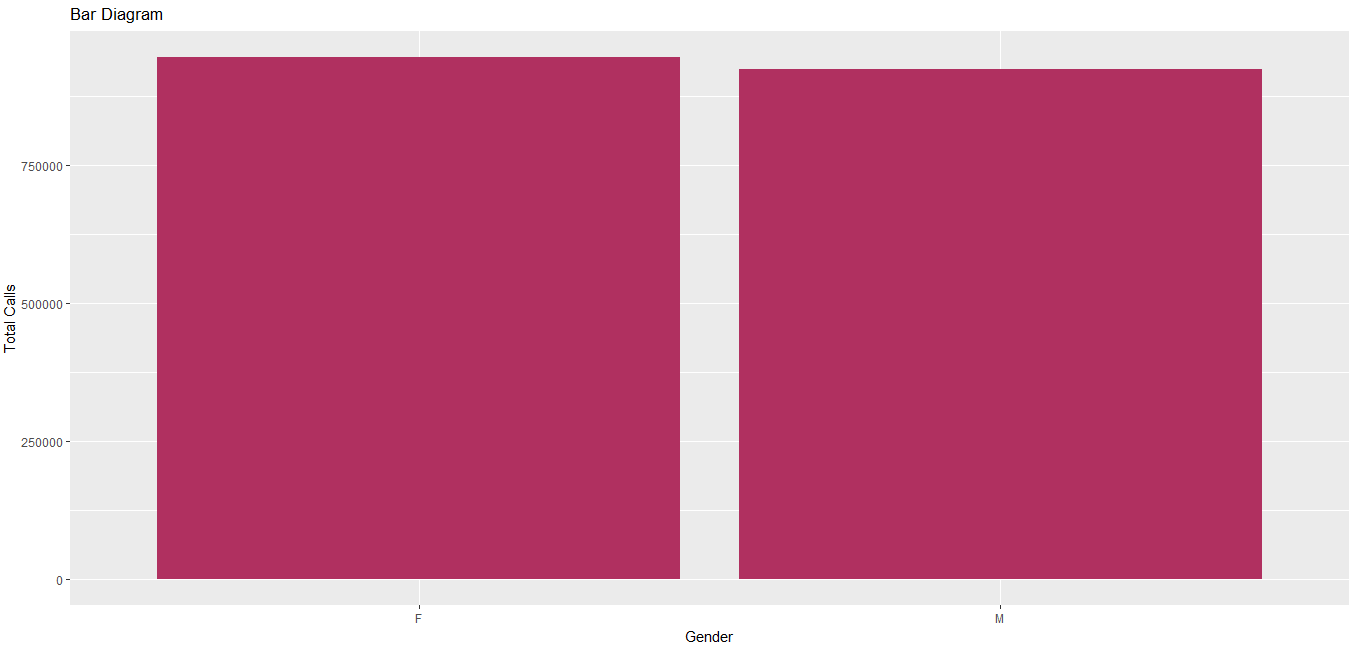 Bar Diagram
Total Calls
750000
500000
250000
0
F
M
Gender